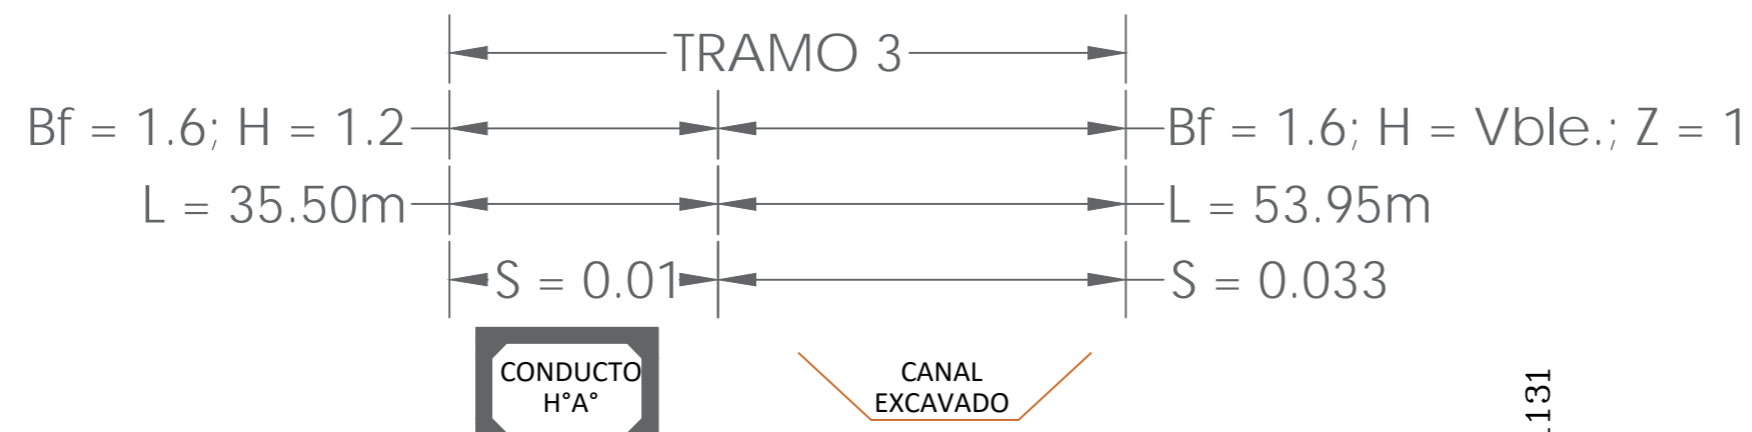 TRAMO 3
Bf = 1.6; H = 1.2
Bf = 1.6; H = Vble.; Z = 1
L = 35.50m
L = 53.95m
S = 0.01
S = 0.033
CONDUCTO
H°A°
CANAL
EXCAVADO